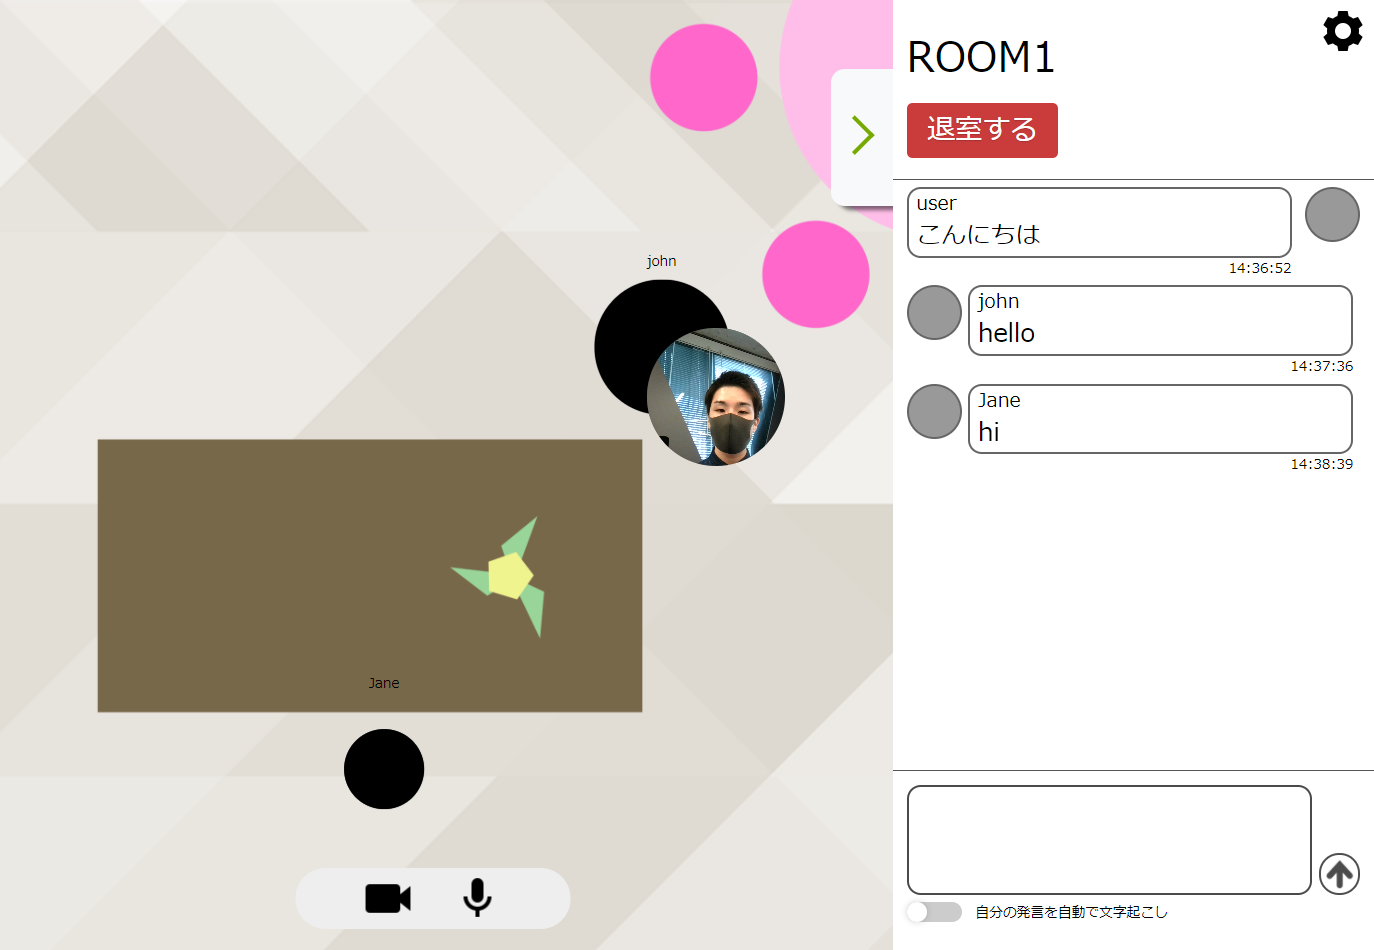 john
Jane
ROOM1
退室する
user
こんにちは
14:36:52
john
hello
14:37:36
Jane
hi
14:38:39
自分の発言を自動で文字起こし